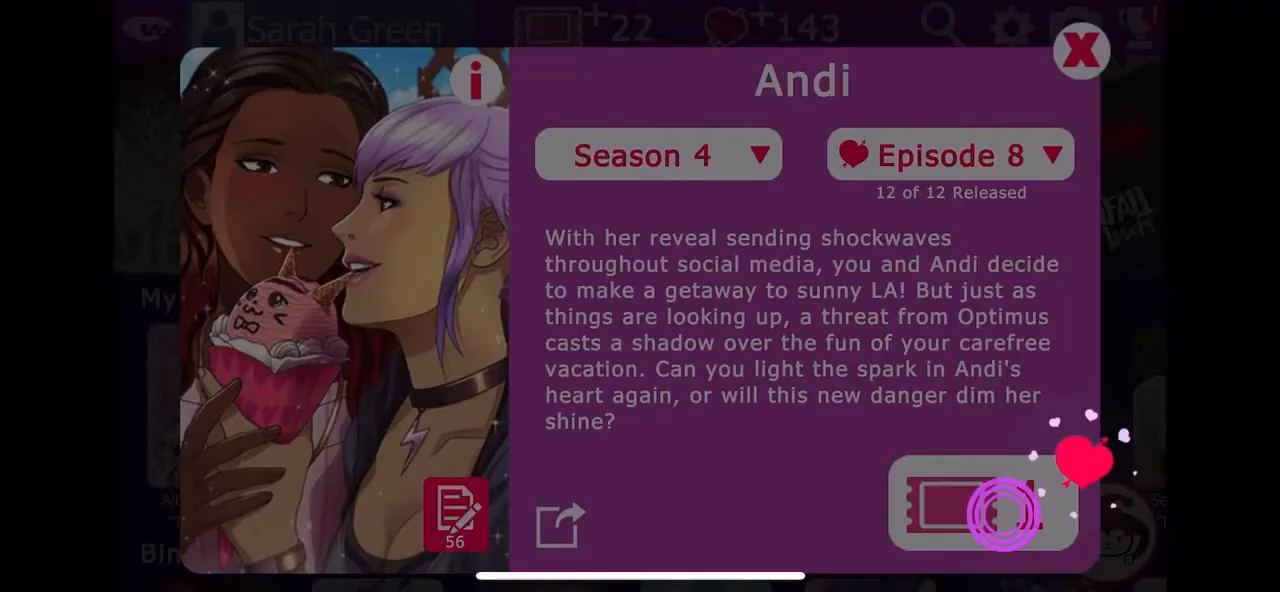 Sarah Green
22
143
Andi
Season 4
Episode 8
12 of 12 Released
With her reveal sending shockwaves
throughout social media, you and Andi decide
to make a getaway to sunny LA! But just as
things are looking up, a threat from Optimus
casts a shadow over the fun of your carefree
vacation. Can you light the spark in Andi's
heart again, or will this new danger dim her
shine?
56
My
Bin